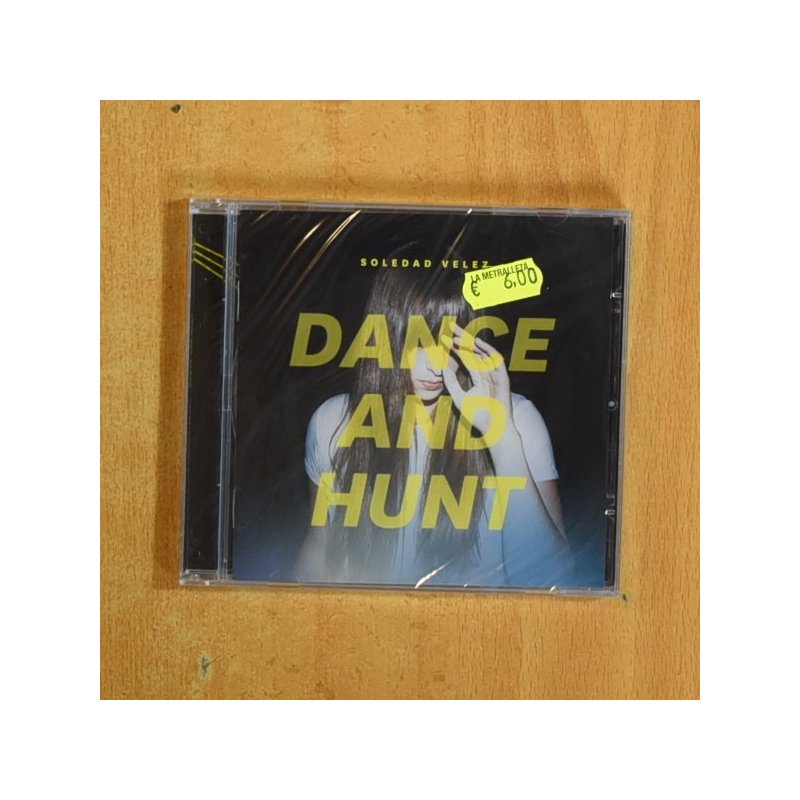 SOLEDAD VELEZ
LA METRALLETA
€ 6,00
DANCE
AND
HUNT